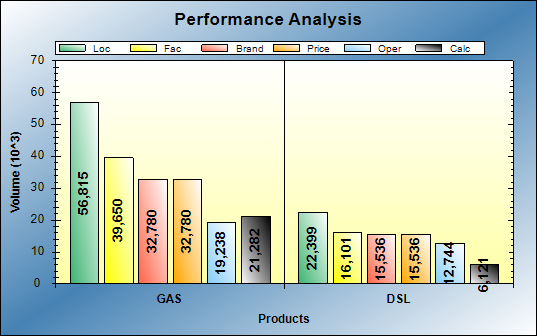 Performance Analysis
Loc Fac Brand Price Oper Calc
Volume (10^3)
70
60
50
40
30
20
10
0
56,815 39,650 32,780 32,780 19,238 21,282 22,399 16,101 15,536 15,536 12,744 6,121
GAS DSL
Products